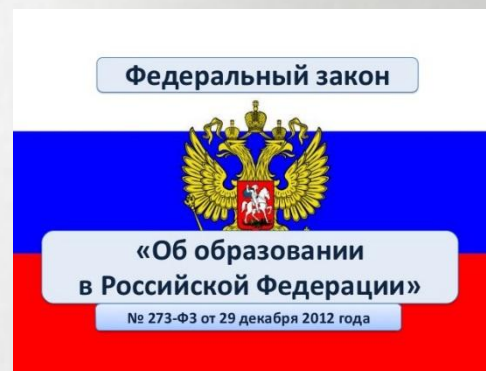 Федеральный закон
«Об образовании
в Российской Федерации»
№ 273-ФЗ от 29 декабря 2012 года